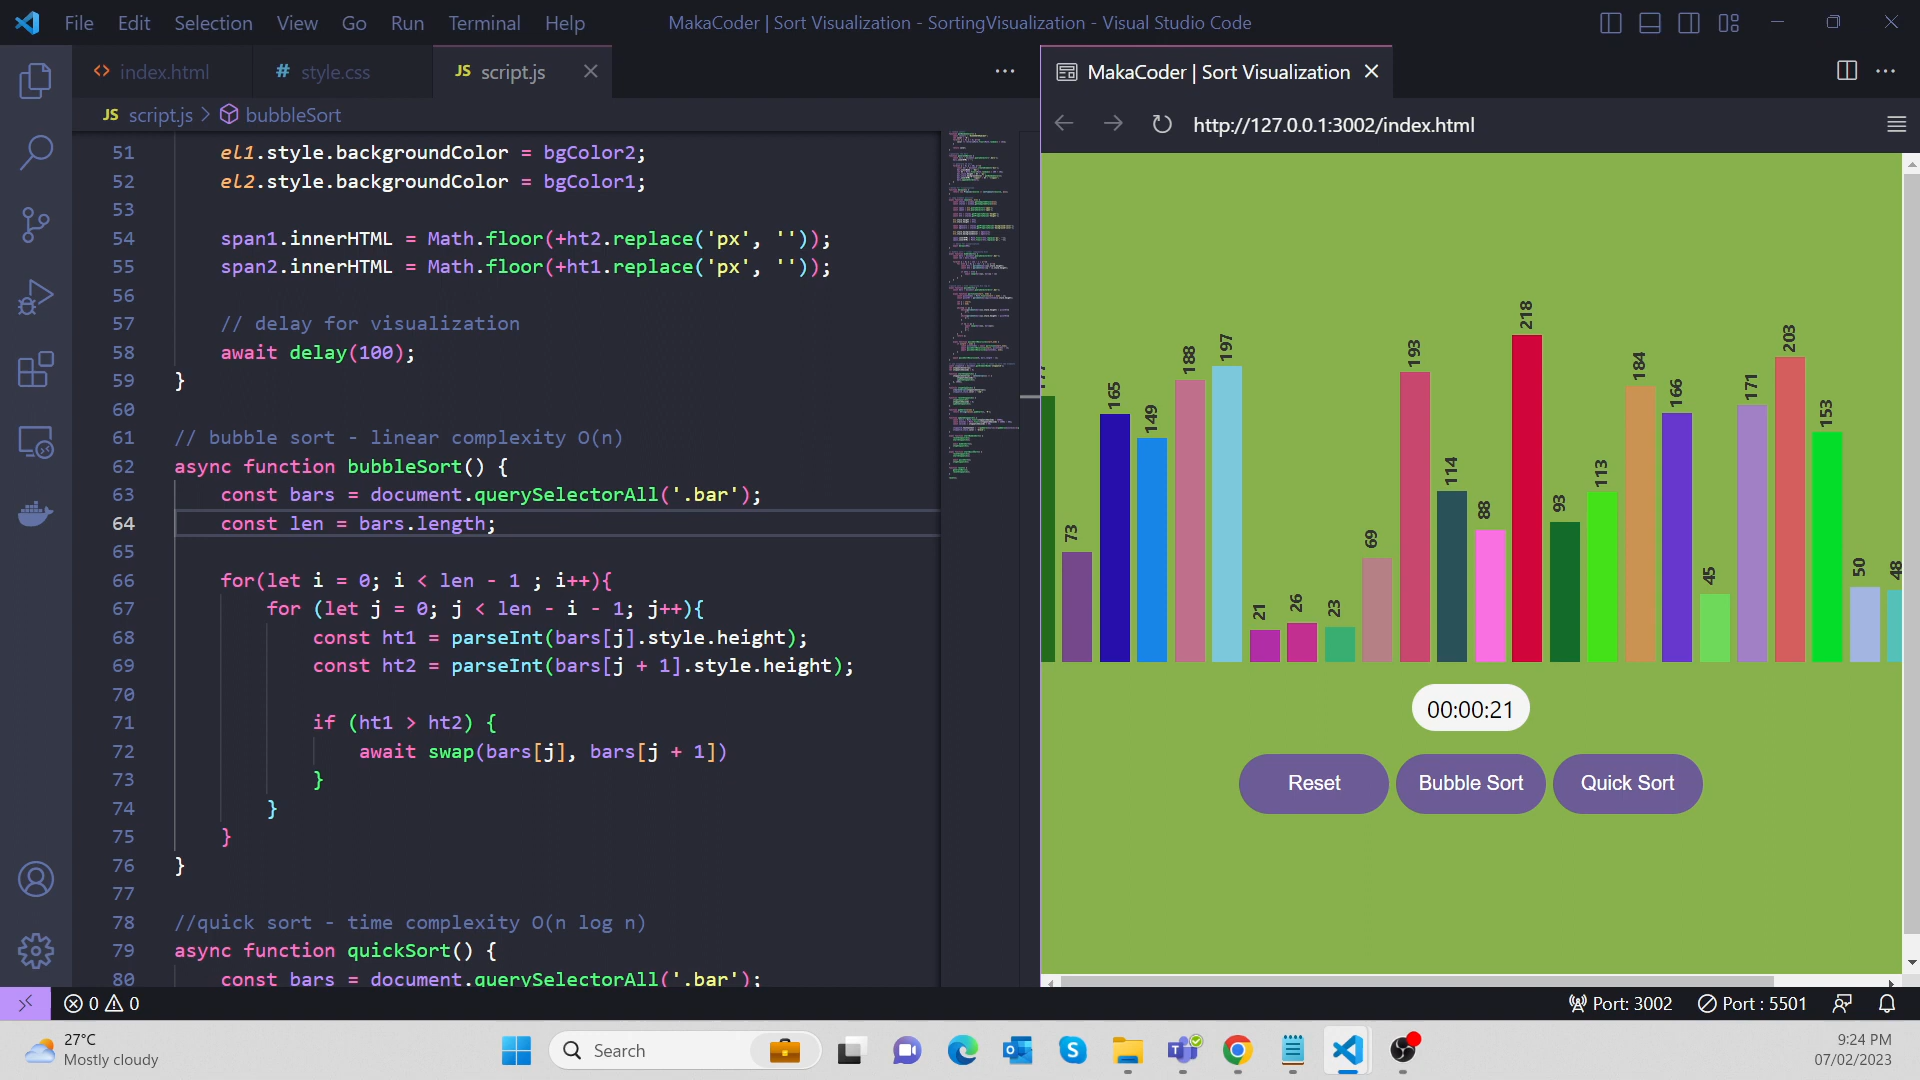 File Edit Selection View Go Run Terminal Help
MakaCoder | Sort Visualization - SortingVisualization - Visual Studio Code
index.html
# style.css
JS script.js
JS script.js > bubbleSort
51 el1.style.backgroundColor = bgColor2;
52 el2.style.backgroundColor = bgColor1;
53
54 span1.innerHTML = Math.floor(+ht2.replace('px', ''));
55 span2.innerHTML = Math.floor(+ht1.replace('px', ''));
56
57 // delay for visualization
58 await delay(100);
59 }
60
61 // bubble sort - linear complexity O(n)
62 async function bubbleSort() {
63 const bars = document.querySelectorAll('.bar');
64 const len = bars.length;
65
66 for(let i = 0; i < len - 1 ; i++){
67 for (let j = 0; j < len - i - 1; j++){
68 const ht1 = parseInt(bars[j].style.height);
69 const ht2 = parseInt(bars[j + 1].style.height);
70
71 if (ht1 > ht2) {
72 await swap(bars[j], bars[j + 1])
73 }
74 }
75 }
76 }
77
78 //quick sort - time complexity O(n log n)
79 async function quickSort() {
80 const bars = document.querySelectorAll('.bar');
MakaCoder | Sort Visualization
http://127.0.0.1:3002/index.html
73
165
149
188
197
21
26
23
69
193
114
88
218
93
113
184
166
45
171
203
153
50
48
00:00:21
Reset
Bubble Sort
Quick Sort
0 0
Port: 3002
Port : 5501
27°C
Mostly cloudy
Search
9:24 PM
07/02/2023